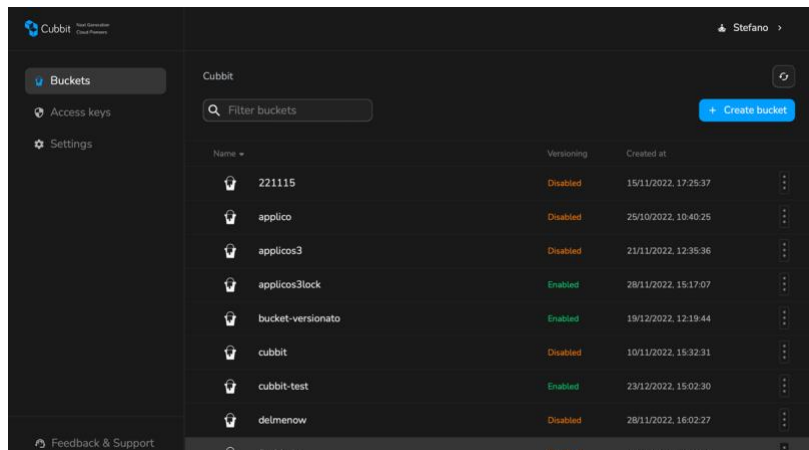 Cubbit Next Generation
Cloud Pioneers
Stefano
Buckets
Access keys
Settings
Cubbit
Filter buckets
+ Create bucket
Name Versioning Created at
221115 Disabled 15/11/2022, 17:25:37
applico Disabled 25/10/2022, 10:40:25
applicos3 Disabled 21/11/2022, 12:35:36
applicos3lock Enabled 28/11/2022, 15:17:07
bucket-versionato Enabled 19/12/2022, 12:19:44
cubbit Disabled 10/11/2022, 15:32:31
cubbit-test Enabled 23/12/2022, 15:02:30
delmenow Disabled 28/11/2022, 16:02:27
Feedback & Support